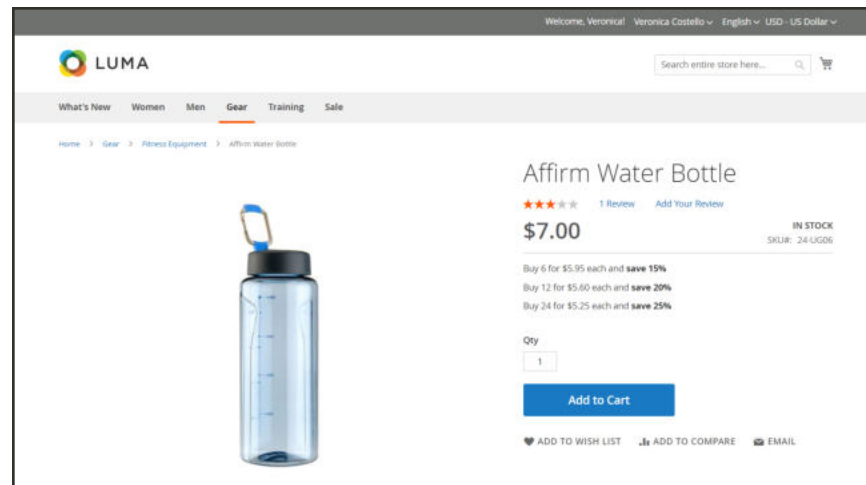 Welcome, Veronica! Veronica Costello English USD - US Dollar
LUMA
Search entire store here...
What's New Women Men Gear Training Sale
Home > Gear > Fitness Equipment > Affirm Water Bottle
Affirm Water Bottle
1 Review Add Your Review
$7.00
IN STOCK
SKU#: 24-UG06
Buy 6 for $5.95 each and save 15%
Buy 12 for $5.60 each and save 20%
Buy 24 for $5.25 each and save 25%
Qty
1
Add to Cart
ADD TO WISH LIST ADD TO COMPARE EMAIL